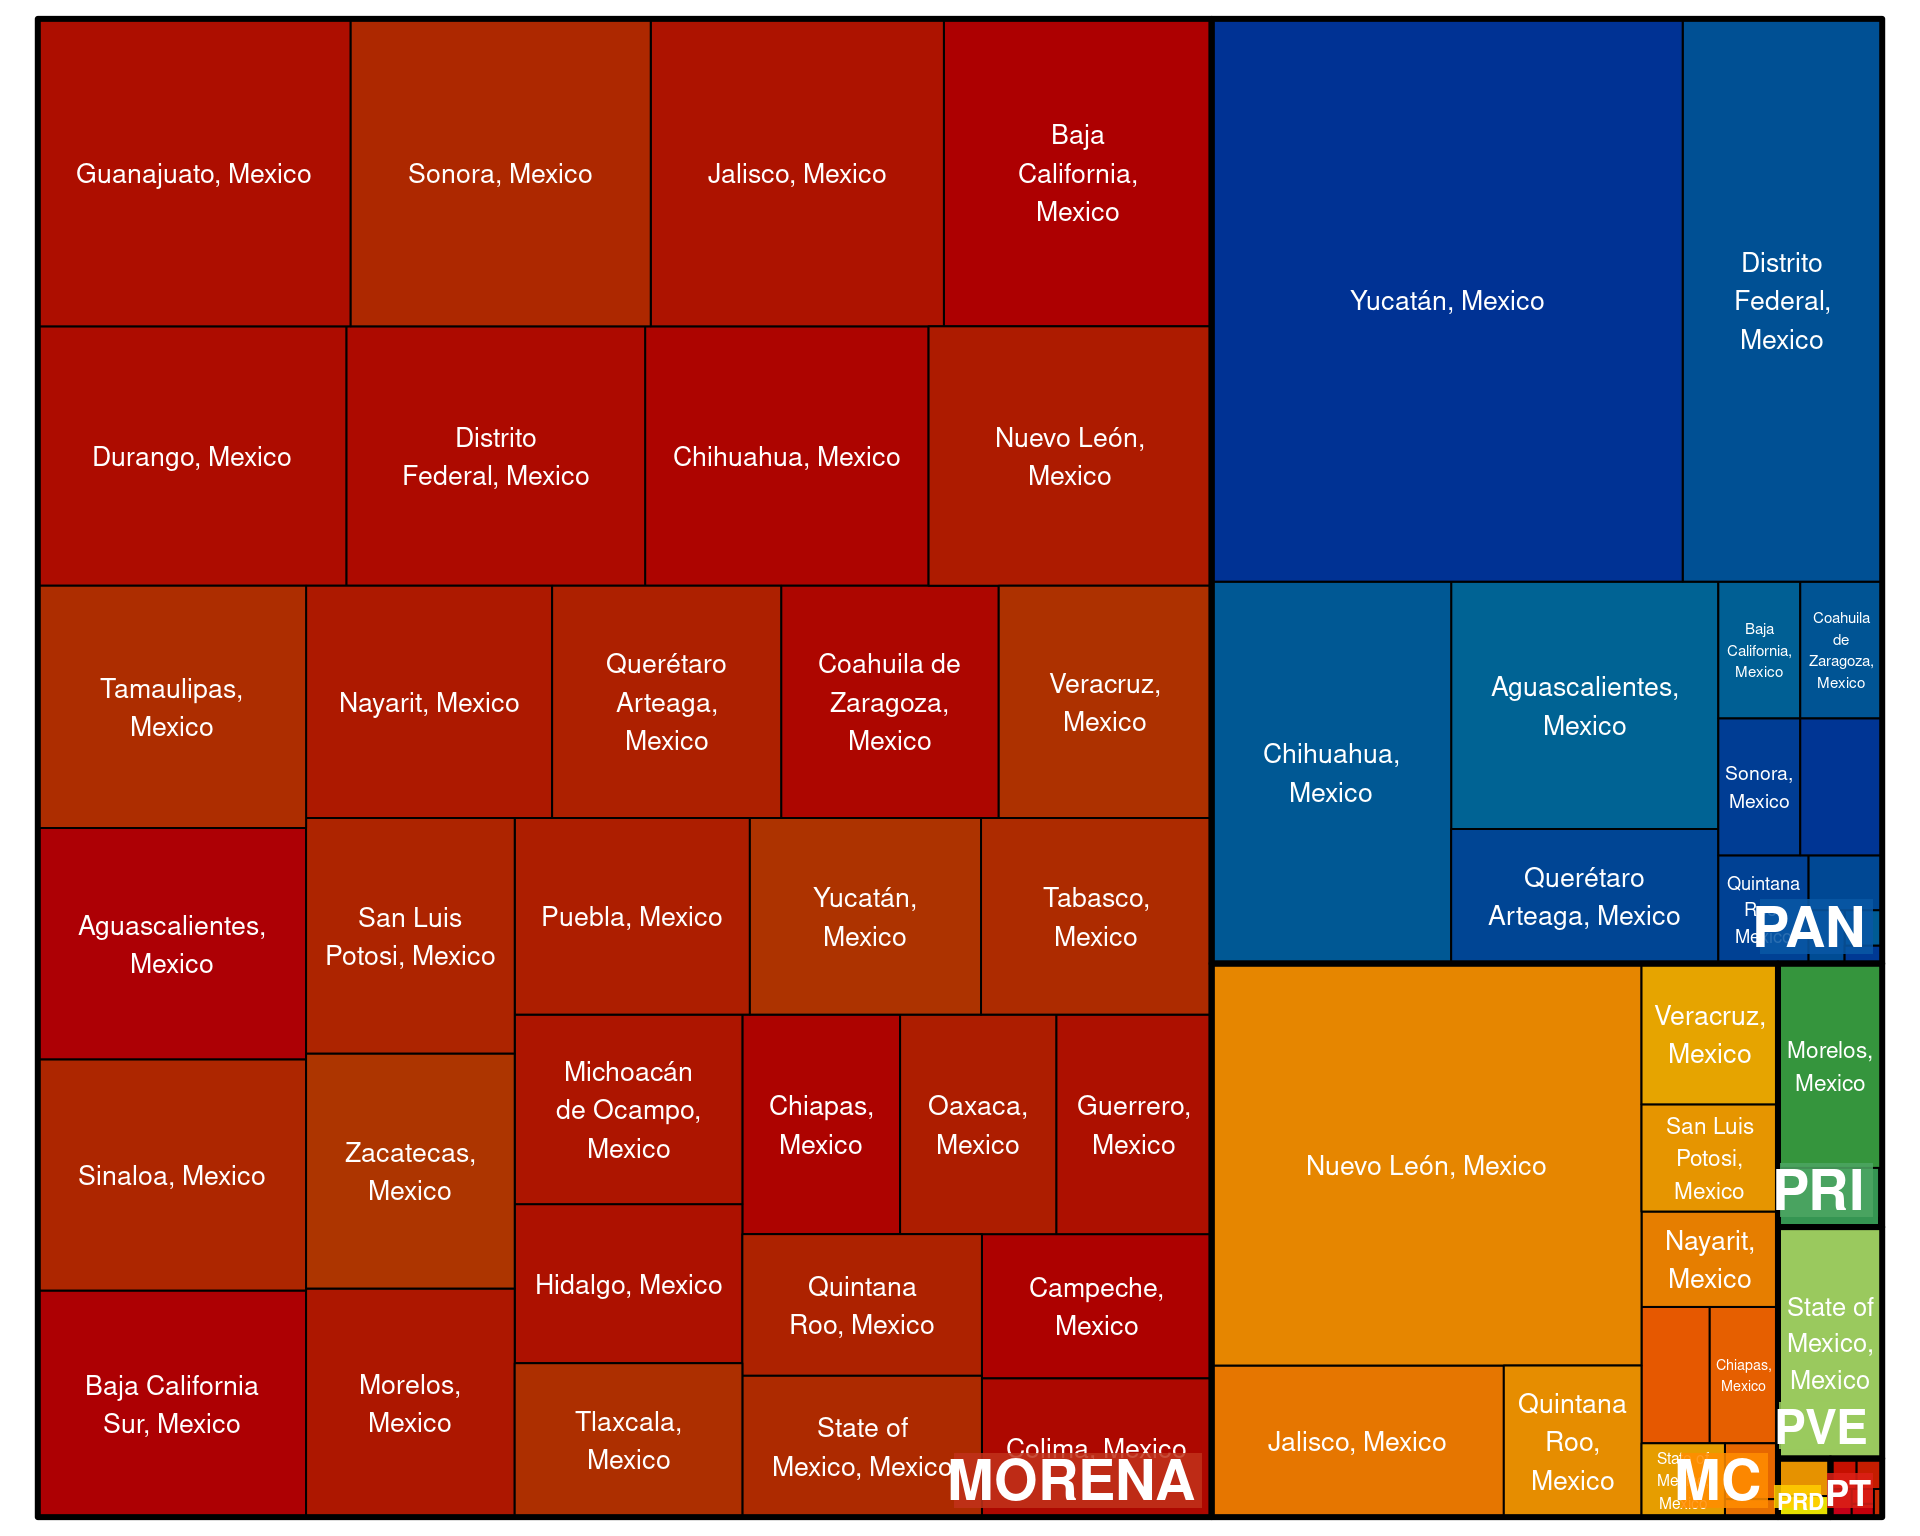 Guanajuato, Mexico
Sonora, Mexico
Jalisco, Mexico
Baja
California,
Mexico
Durango, Mexico
Distrito
Federal, Mexico
Chihuahua, Mexico
Nuevo León,
Mexico
Tamaulipas,
Mexico
Nayarit, Mexico
Querétaro
Arteaga,
Mexico
Coahuila de
Zaragoza,
Mexico
Veracruz,
Mexico
Aguascalientes,
Mexico
San Luis
Potosi, Mexico
Puebla, Mexico
Yucatán,
Mexico
Tabasco,
Mexico
Sinaloa, Mexico
Zacatecas,
Mexico
Michoacán
de Ocampo,
Mexico
Chiapas,
Mexico
Oaxaca,
Mexico
Guerrero,
Mexico
Hidalgo, Mexico
Quintana
Roo, Mexico
Campeche,
Mexico
Baja California
Sur, Mexico
Morelos,
Mexico
Tlaxcala,
Mexico
State of
Mexico, Mexico
Colima, Mexico
MORENA
Yucatán, Mexico
Distrito
Federal,
Mexico
Chihuahua,
Mexico
Aguascalientes,
Mexico
Querétaro
Arteaga, Mexico
Baja
California,
Mexico
Coahuila
de
Zaragoza,
Mexico
Sonora,
Mexico
Quintana
Mexico
PAN
Nuevo León, Mexico
Veracruz,
Mexico
San Luis
Potosi,
Mexico
Nayarit,
Mexico
Chiapas,
Mexico
Jalisco, Mexico
Quintana
Roo,
Mexico
Mexico
MC
Morelos,
Mexico
PRI
State of
Mexico,
Mexico
PVE
PRD
PT